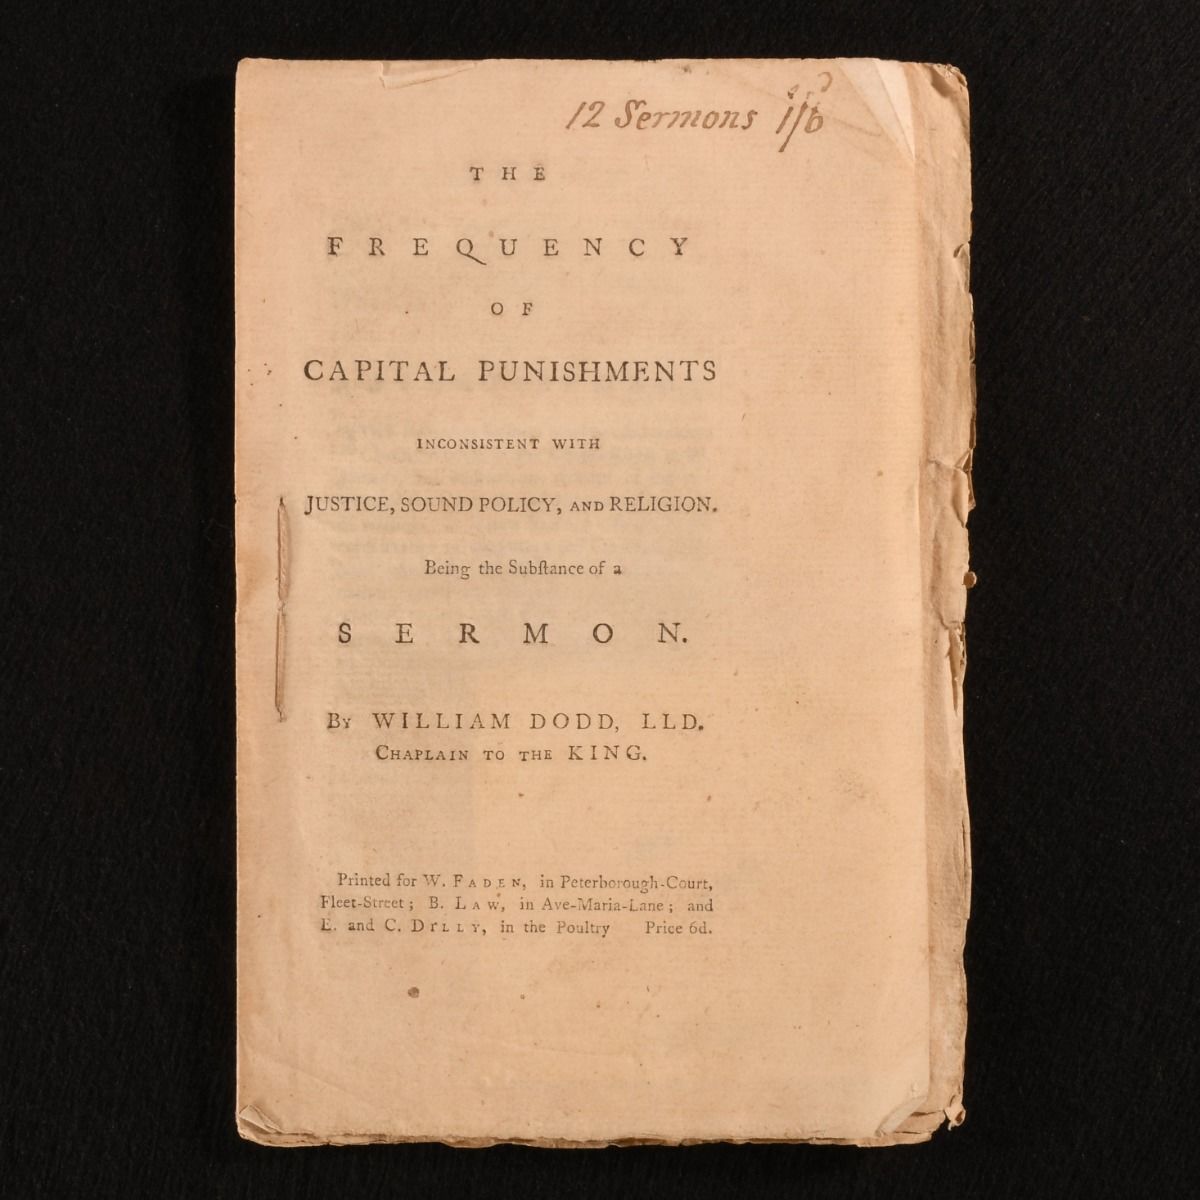 12 Sermons 1/6
THE
FREQUENCY
OF
CAPITAL PUNISHMENTS
INCONSISTENT WITH
JUSTICE, SOUND POLICY, AND RELIGION.
Being the Subſtance of a
SERMON.
By WILLIAM DODD, LLD.
CHAPLAIN TO THE KING.
Printed for W. FADEN, in Peterborough-Court,
Fleet-Street; B. LAW, in Ave-Maria-Lane; and
E. and C. DILLY, in the Poultry Price 6d.